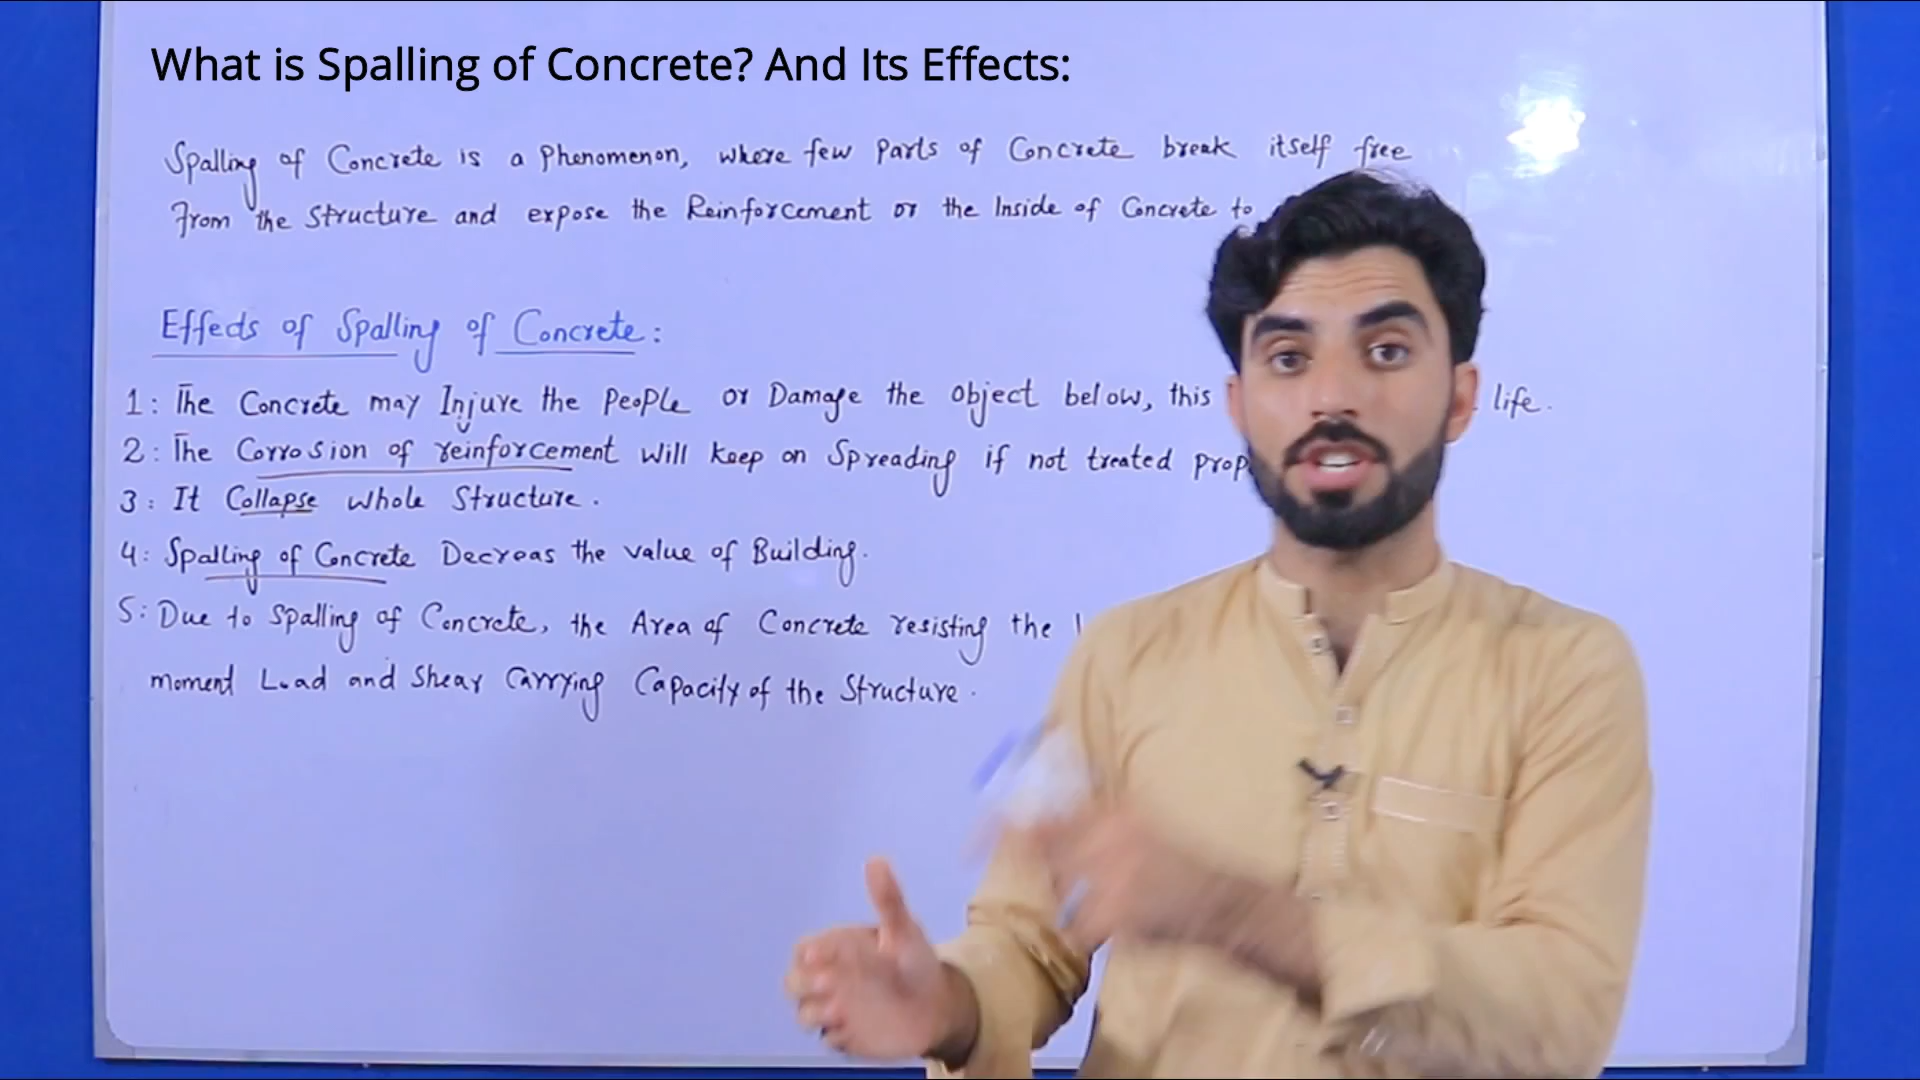 What is Spalling of Concrete? And Its Effects:
Spalling of Concrete is a Phenomenon, where few Parts of Concrete break itself free
From the Structure and expose the Reinforcement or the Inside of Concrete to
Effects of Spalling of Concrete:
1: The Concrete may Injure the People or Damage the object below, this life.
2: The Corrosion of reinforcement will keep on Spreading if not treated
3: It Collapse whole Structure.
4: Spalling of Concrete Decreas the value of Building.
5: Due to Spalling of Concrete, the Area of Concrete resisting the
moment Load and Shear Carrying Capacity of the Structure.